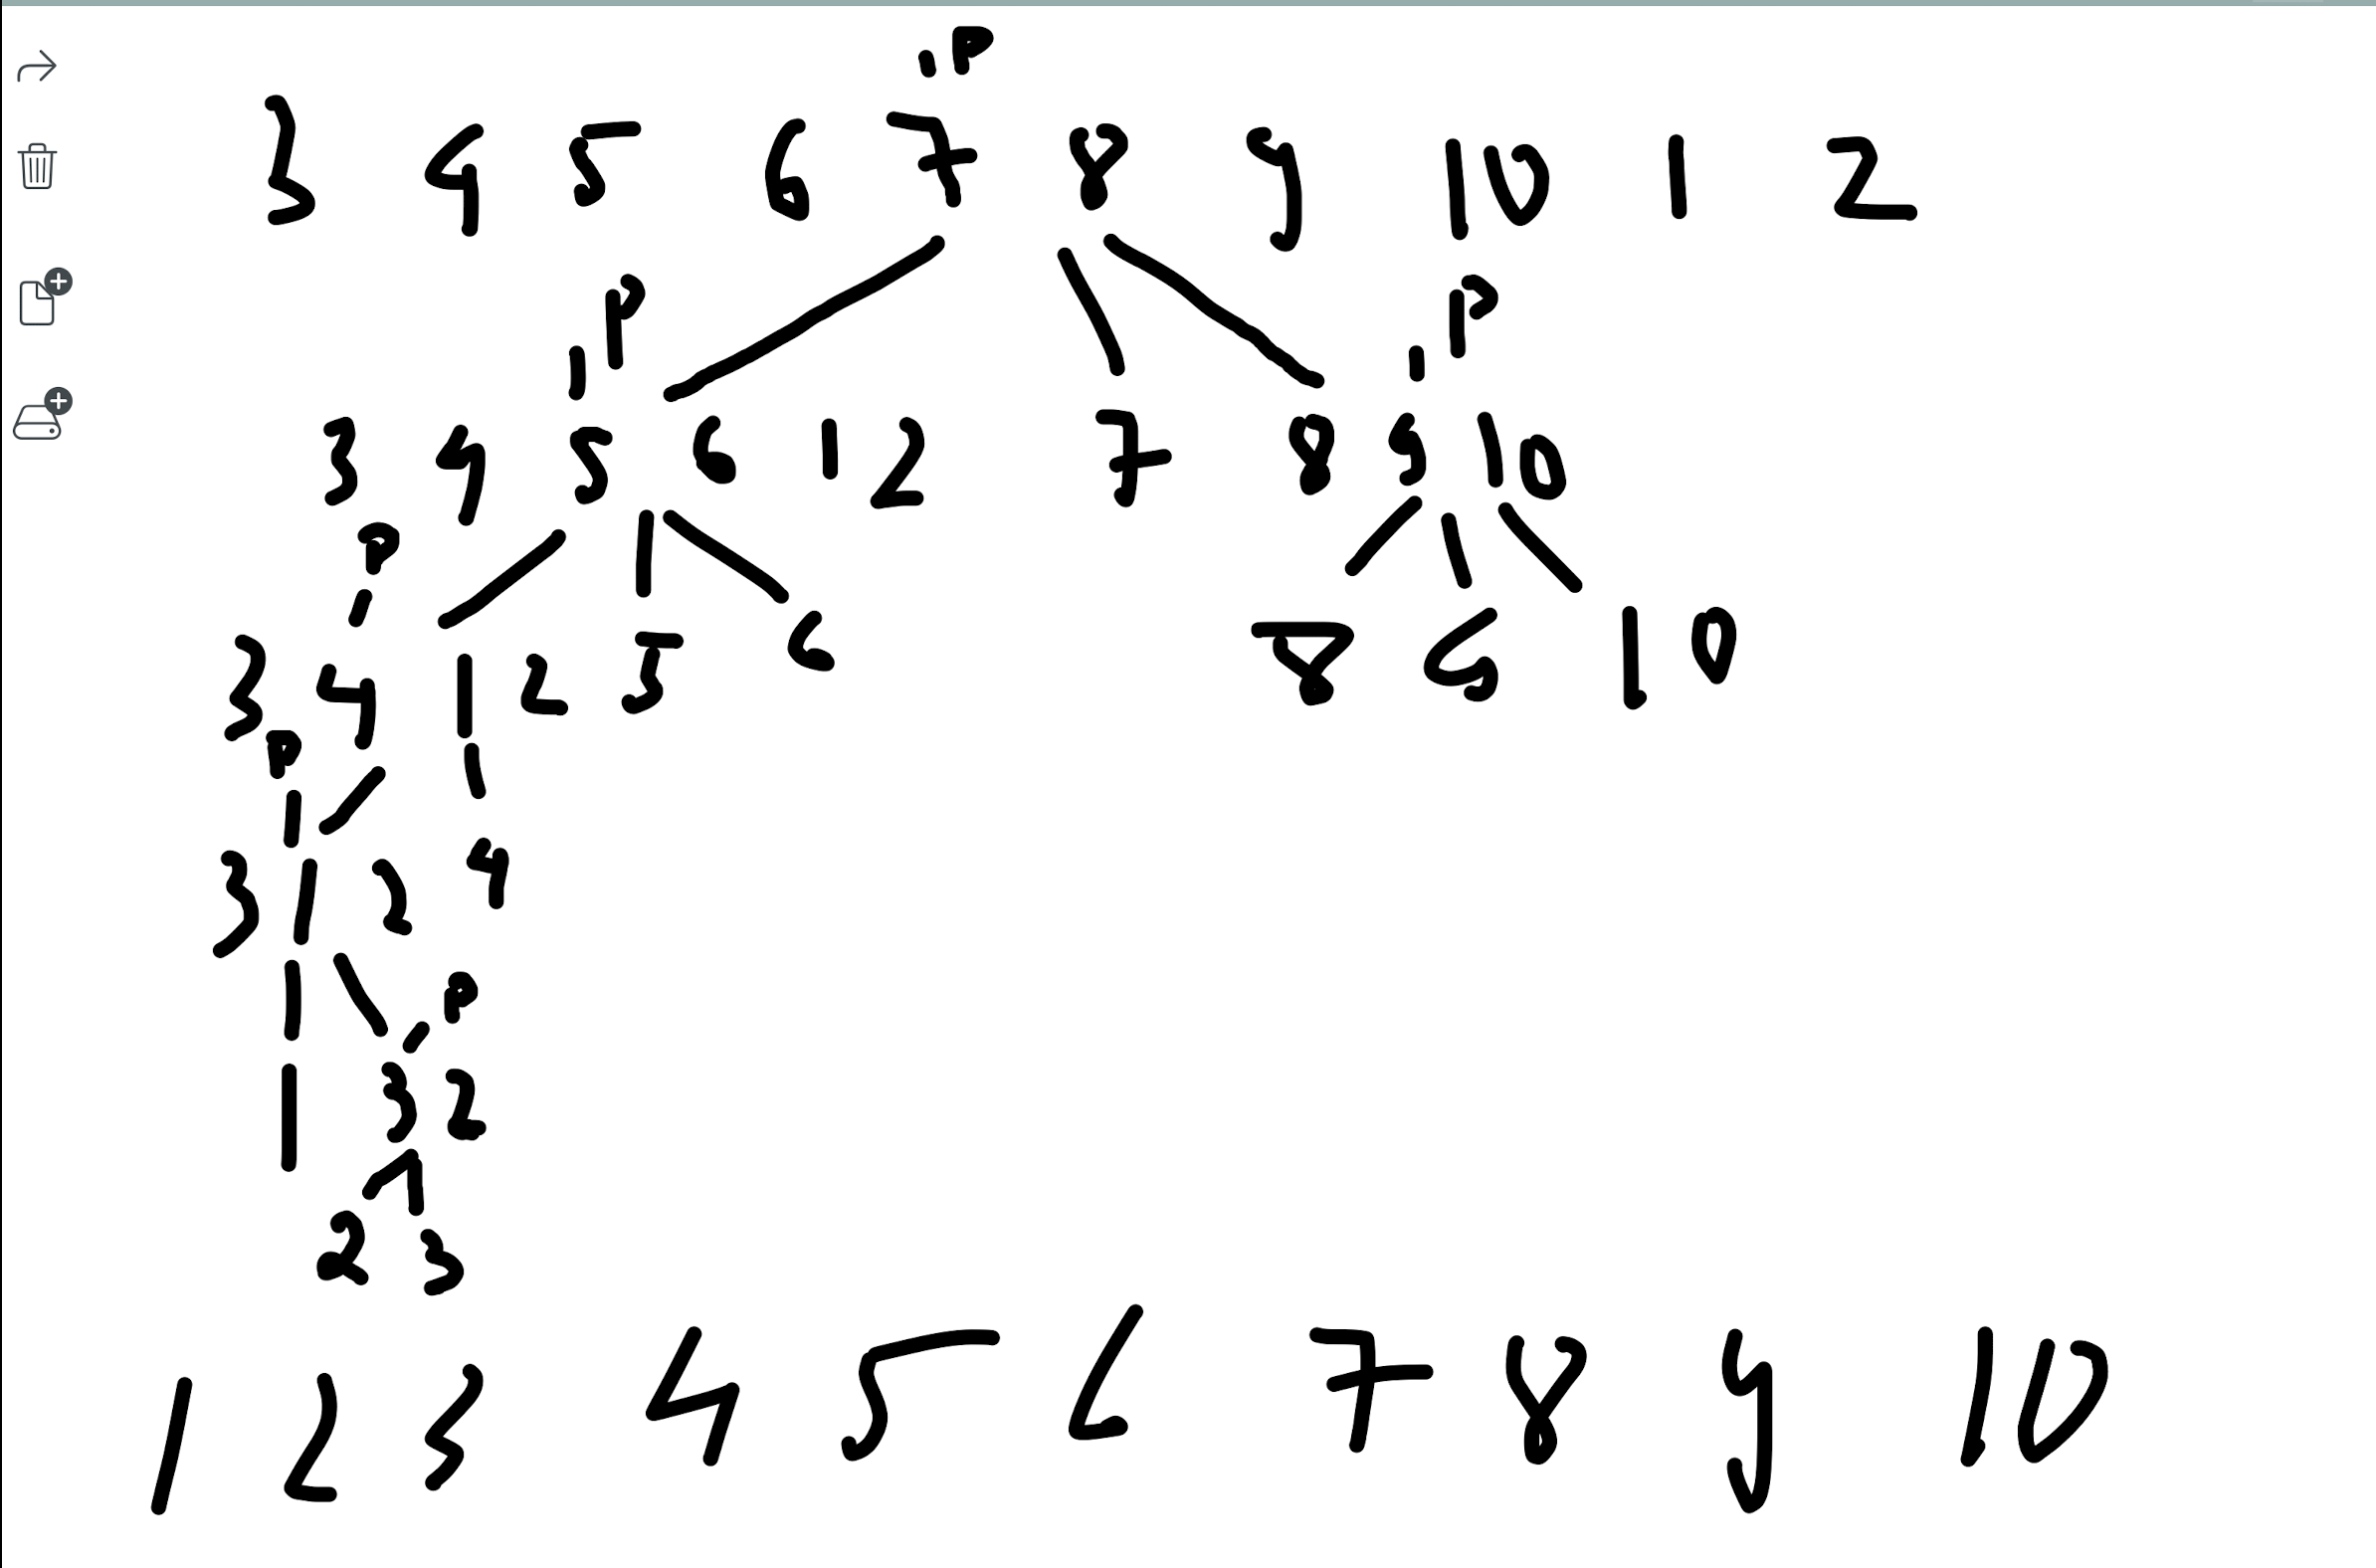 P
3 4 5 6 7 8 9 10 1 2
P P
3 4 5 6 1 2 7 8 9 10
P
3 4 1 2 5 6 8 9 10
P
3 1 2 4
P
1 3 2
2 3
1 2 3 4 5 6 7 8 9 10